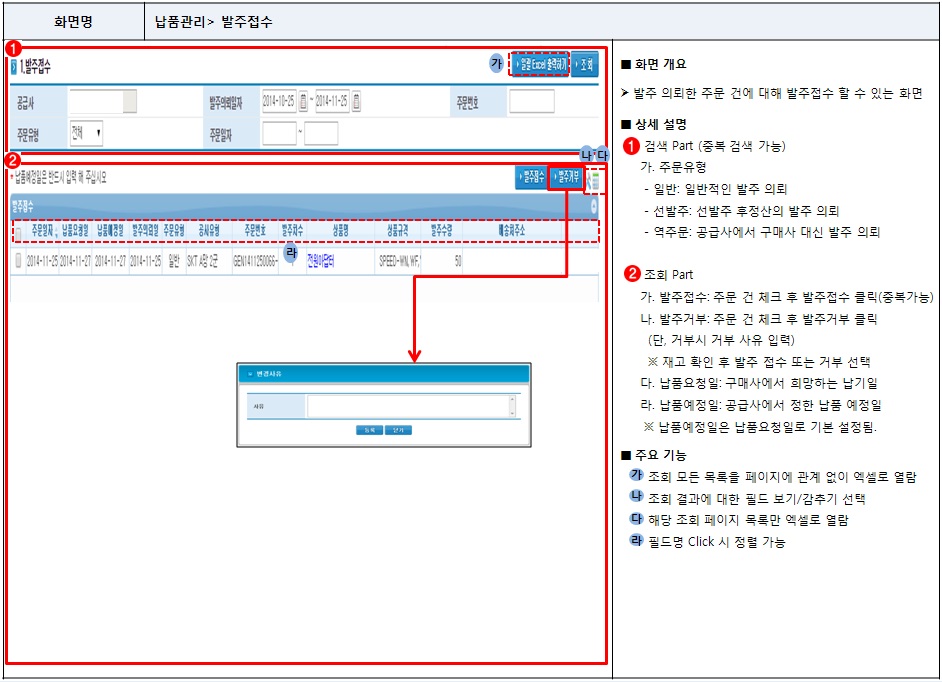 화면명
납품관리> 발주접수
1
1.발주접수
가
일괄 Excel 출력하기
조회
공급사
발주의뢰일자
2014-10-25 ~ 2014-11-25
주문번호
주문유형
전체
주문일자
~
나 다
2
* 납품예정일은 반드시 입력 해 주십시요
발주접수
발주거부
발주접수
주문일자 납품요청일 납품예정일 발주의뢰일 주문유형 주문번호 발주차수 상품명 상품규격 발주수량 배송처주소
2014-11-25 2014-11-27 2014-11-27 2014-11-25 일반 SKT A망 2군 GEN1411250066- 전원어답터 SPEED-WN, WF, 50
라
변경사유
사유
등록
닫기
■ 화면 개요
➢ 발주 의뢰한 주문 건에 대해 발주접수 할 수 있는 화면
■ 상세 설명
1 검색 Part (중복 검색 가능)
가. 주문유형
- 일반: 일반적인 발주 의뢰
- 선발주: 선발주 후정산의 발주 의뢰
- 역주문: 공급사에서 구매사 대신 발주 의뢰
2 조회 Part
가. 발주접수: 주문 건 체크 후 발주접수 클릭(중복가능)
나. 발주거부: 주문 건 체크 후 발주거부 클릭
(단, 거부시 거부 사유 입력)
※ 재고 확인 후 발주 접수 또는 거부 선택
다. 납품요청일: 구매사에서 희망하는 납기일
라. 납품예정일: 공급사에서 정한 납품 예정일
※ 납품예정일은 납품요청일로 기본 설정됨.
■ 주요 기능
가 조회 모든 목록을 페이지에 관계 없이 엑셀로 열람
나 조회 결과에 대한 필드 보기/감추기 선택
다 해당 조회 페이지 목록만 엑셀로 열람
라 필드명 Click 시 정렬 가능